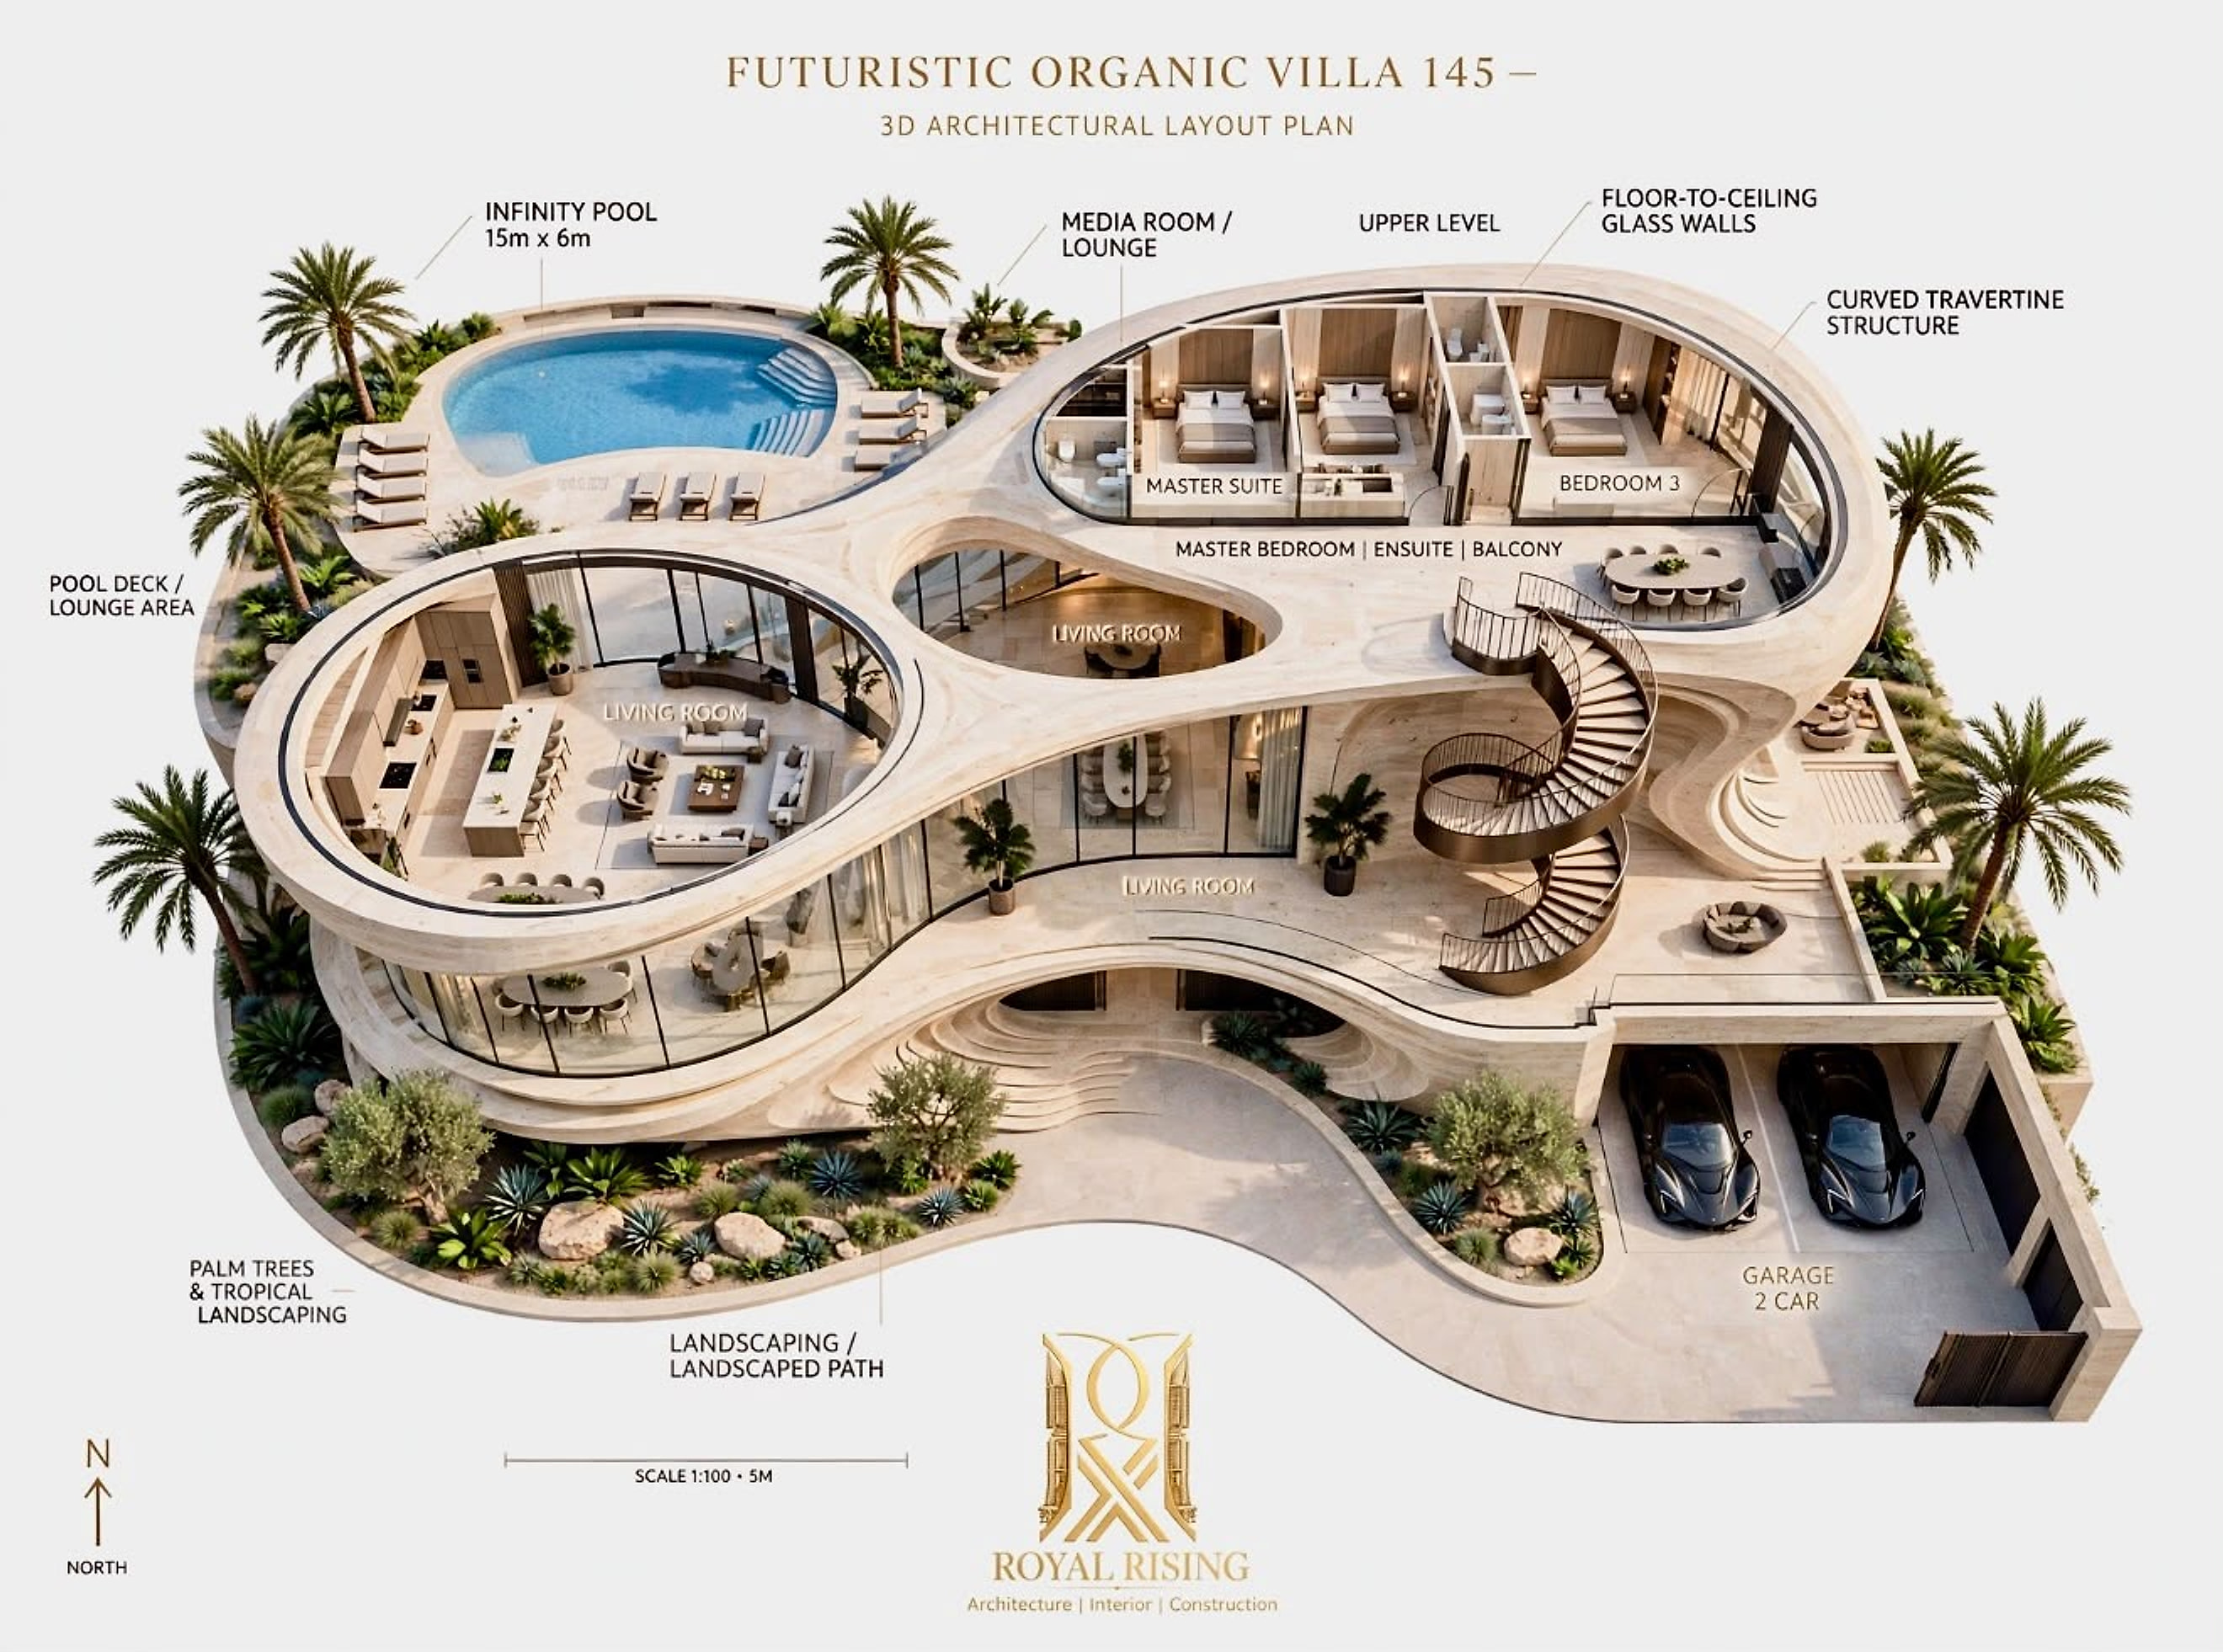 FUTURISTIC ORGANIC VILLA 145 –
3D ARCHITECTURAL LAYOUT PLAN
INFINITY POOL
15m x 6m
MEDIA ROOM /
LOUNGE
UPPER LEVEL
FLOOR-TO-CEILING
GLASS WALLS
CURVED TRAVERTINE
STRUCTURE
MASTER SUITE
BEDROOM 3
MASTER BEDROOM | ENSUITE | BALCONY
POOL DECK /
LOUNGE AREA
LIVING ROOM
LIVING ROOM
LIVING ROOM
GARAGE
2 CAR
PALM TREES
& TROPICAL
LANDSCAPING
LANDSCAPING /
LANDSCAPED PATH
N
NORTH
SCALE 1:100 • 5M
ROYAL RISING
Architecture | Interior | Construction